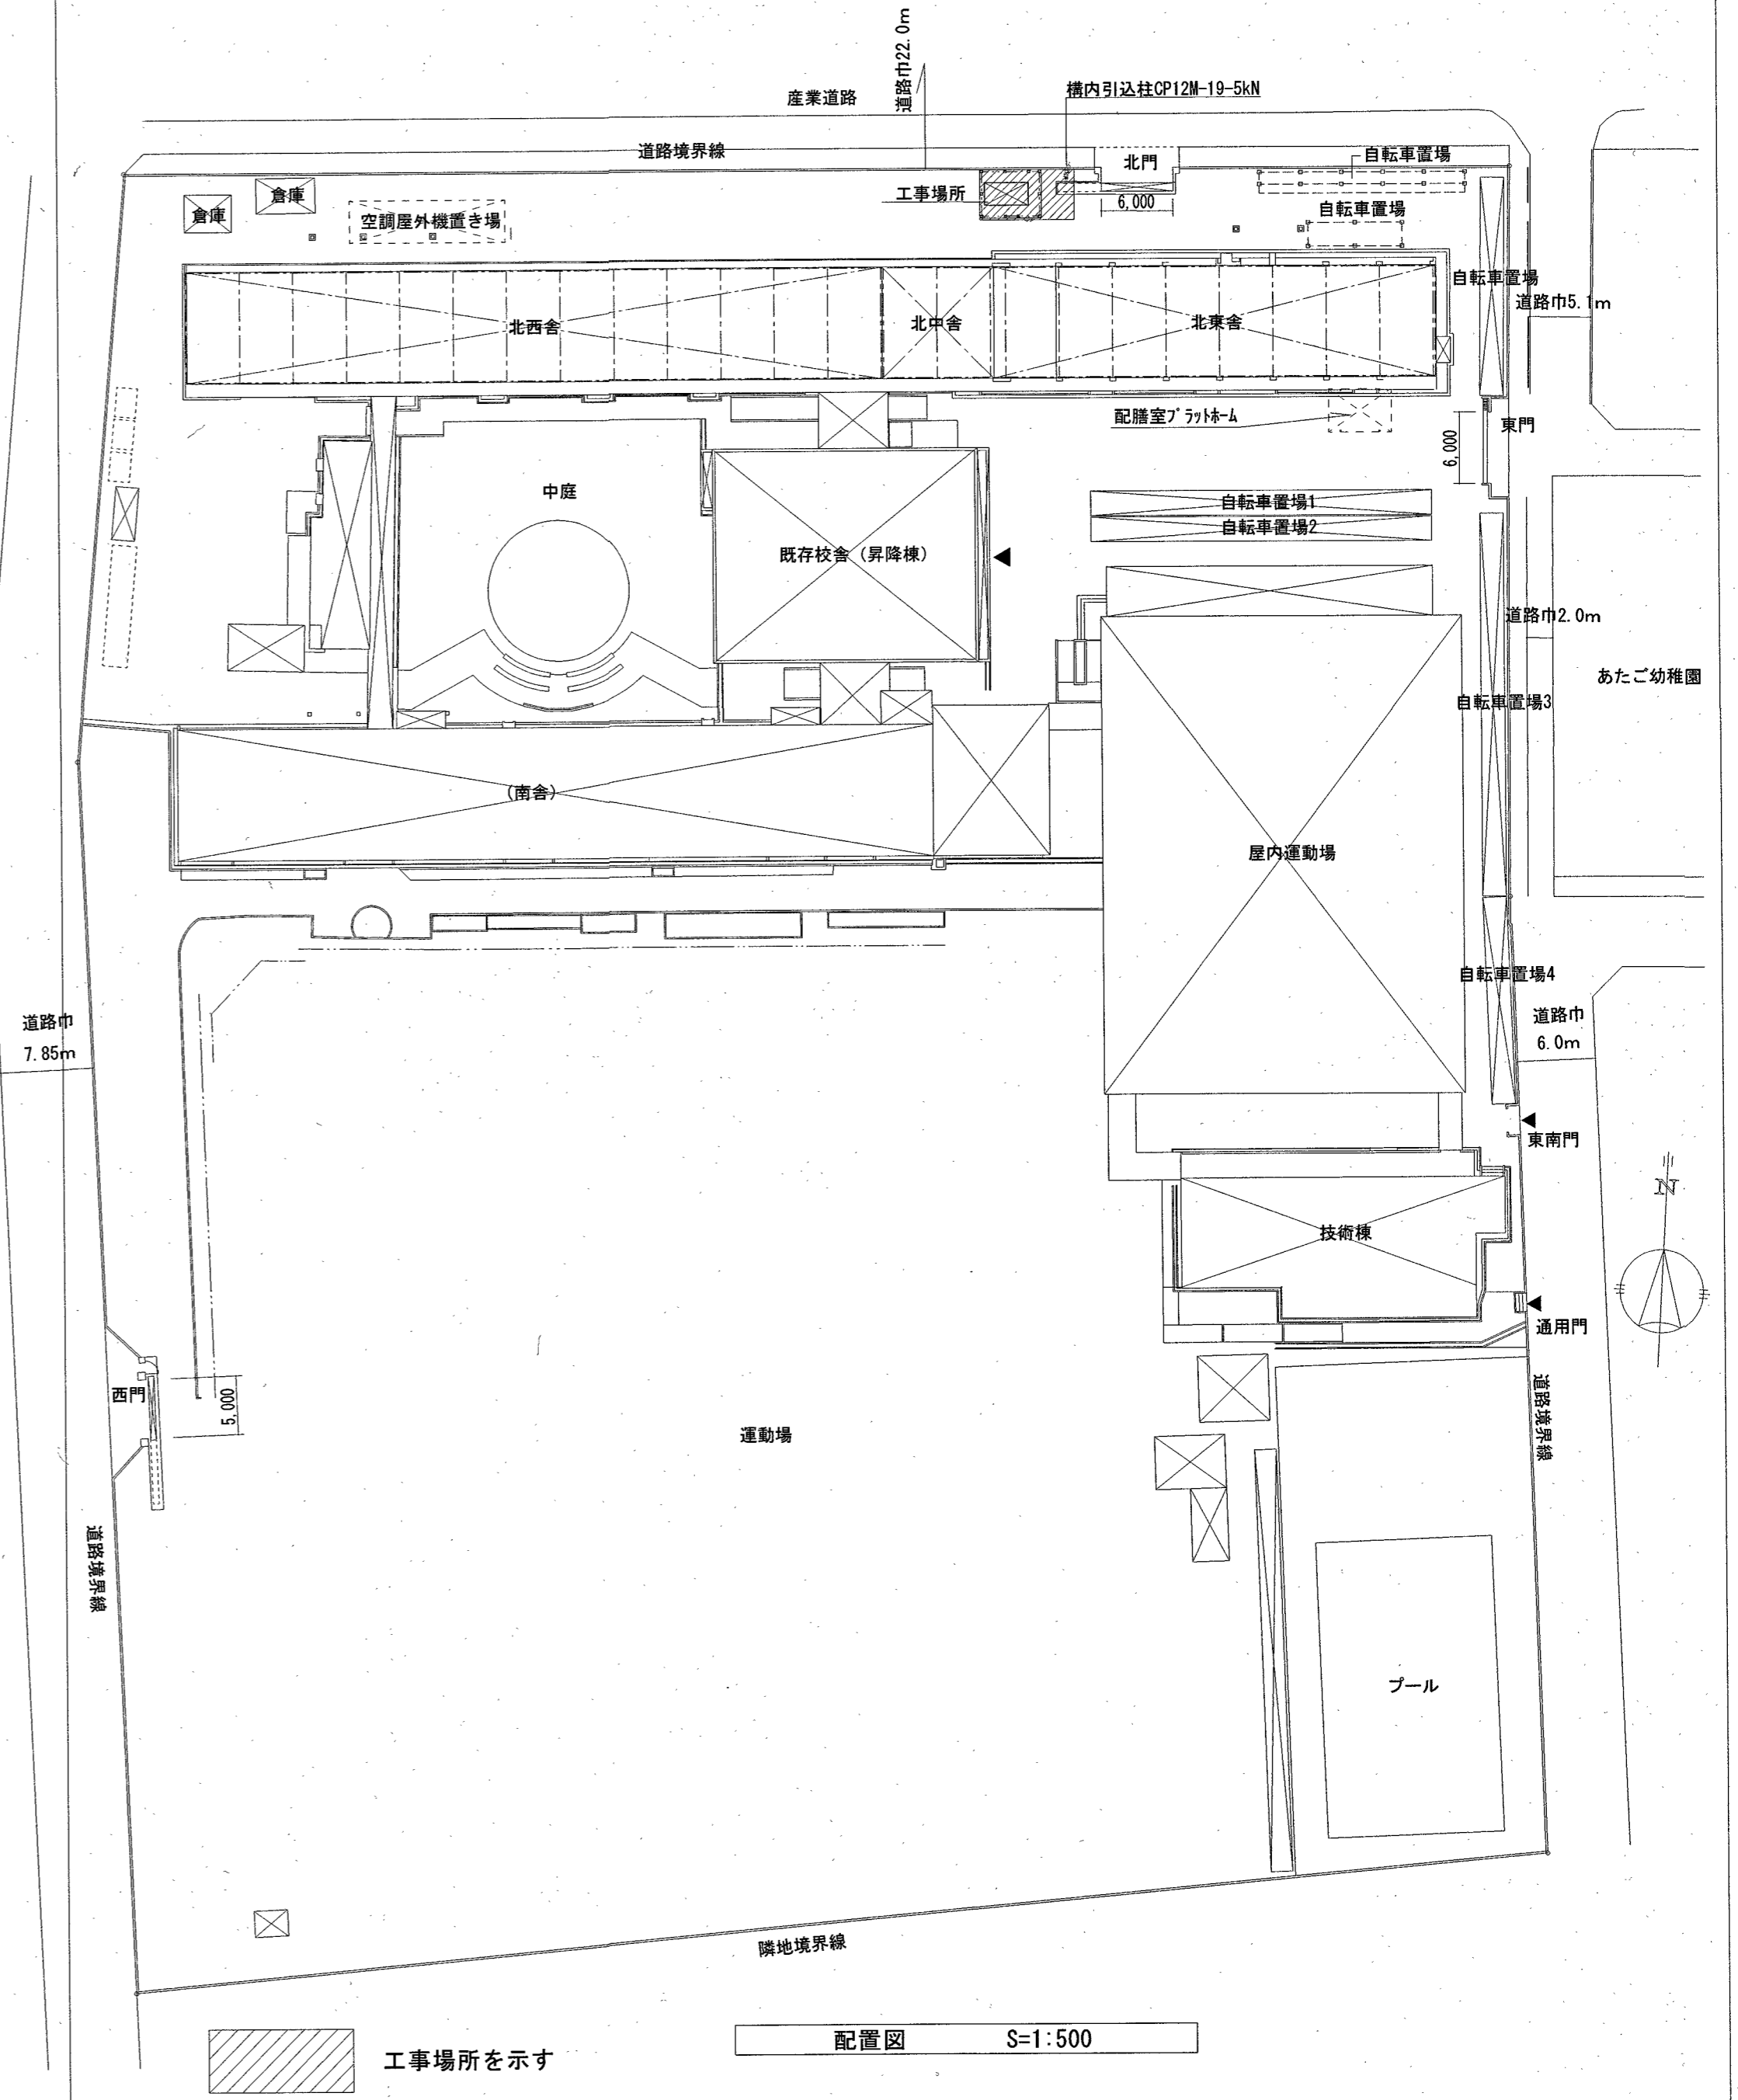 道路巾22.0m
産業道路
構内引込柱CP12M-19-5kN
道路境界線
北門
自転車置場
倉庫
倉庫
工事場所
6,000
空調屋外機置き場
自転車置場
自転車置場
道路巾5.1m
北西舎
北中舎
北東舎
配膳室プラットホーム
東門
6,000
中庭
自転車置場1
自転車置場2
既存校舎（昇降棟）
道路巾2.0m
あたご幼稚園
自転車置場3
(南舎)
屋内運動場
自転車置場4
道路巾
7.85m
道路巾
6.0m
東南門
N
技術棟
通用門
西門
5,000
道路境界線
運動場
道路境界線
プール
隣地境界線
配置図 S=1:500
工事場所を示す